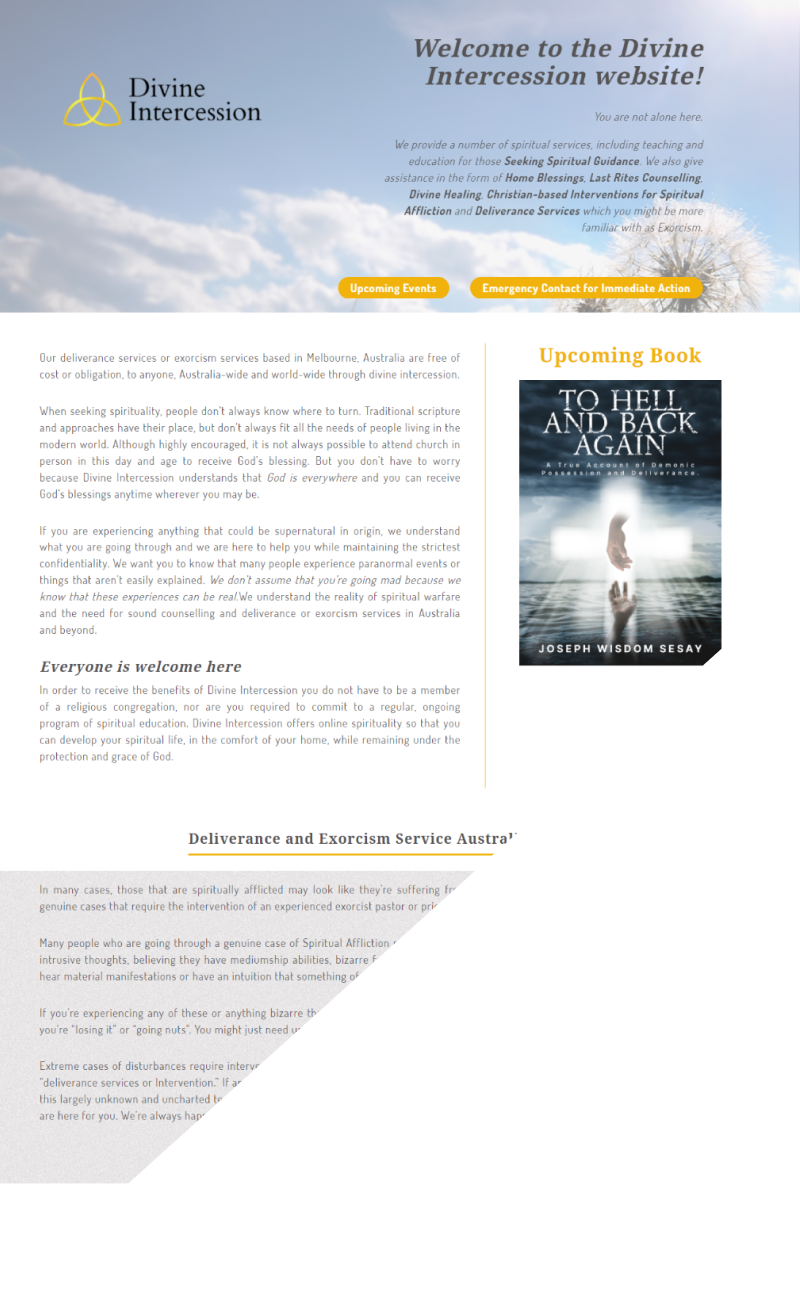 Welcome to the Divine
Intercession website!
Divine
Intercession
You are not alone here.
We provide a number of spiritual services, including teaching and
education for those Seeking Spiritual Guidance. We also give
assistance in the form of Home Blessings, Last Rites Counselling,
Divine Healing, Christian-based Interventions for Spiritual
Affliction and Deliverance Services which you might be more
familiar with as Exorcism.
Upcoming Events
Emergency Contact for Immediate Action
Our deliverance services or exorcism services based in Melbourne, Australia are free of
cost or obligation, to anyone, Australia-wide and world-wide through divine intercession.
When seeking spirituality, people don't always know where to turn. Traditional scripture
and approaches have their place, but don't always fit all the needs of people living in the
modern world. Although highly encouraged, it is not always possible to attend church in
person in this day and age to receive God's blessing. But you don't have to worry
because Divine Intercession understands that God is everywhere and you can receive
God's blessings anytime wherever you may be.
If you are experiencing anything that could be supernatural in origin, we understand
what you are going through and we are here to help you while maintaining the strictest
confidentiality. We want you to know that many people experience paranormal events or
things that aren't easily explained. We don't assume that you're going mad because we
know that these experiences can be real.We understand the reality of spiritual warfare
and the need for sound counselling and deliverance or exorcism services in Australia
and beyond.
Everyone is welcome here
In order to receive the benefits of Divine Intercession you do not have to be a member
of a religious congregation, nor are you required to commit to a regular, ongoing
program of spiritual education. Divine Intercession offers online spirituality so that you
can develop your spiritual life, in the comfort of your home, while remaining under the
protection and grace of God.
Upcoming Book
TO HELL
AND BACK
AGAIN
A True Account of Demonic
Possession and Deliverance.
JOSEPH WISDOM SESAY
Deliverance and Exorcism Service
In many cases, those that are spiritually afflicted may look like they're suffering
genuine cases that require the intervention of an experienced exorcist pastor or
Many people who are going through a genuine case of Spiritual Affliction
intrusive thoughts, believing they have mediumship abilities, bizarre
hear material manifestations or have an intuition that something of
If you're experiencing any of these or anything bizarre
you're "losing it" or "going nuts". You might just need
Extreme cases of disturbances require
"deliverance services or Intervention." If
this largely unknown and uncharted
are here for you. We're always